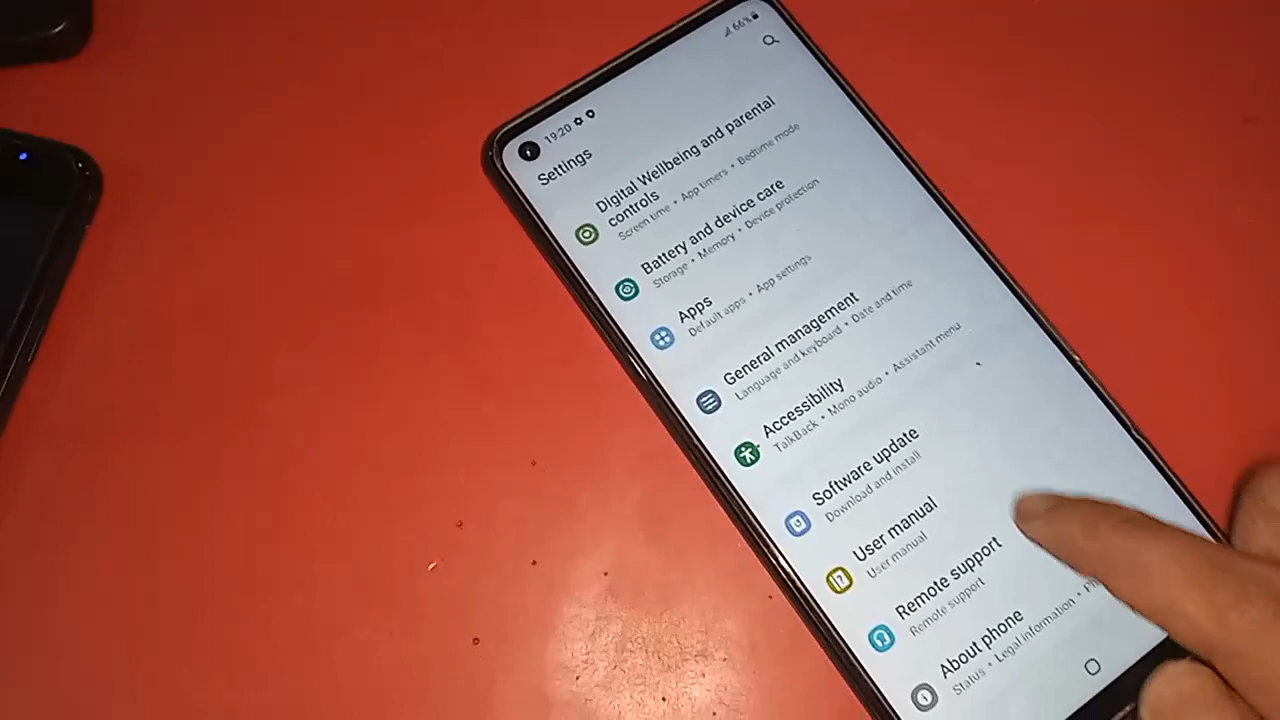 19:20
66%
Settings
Digital Wellbeing and parental
controls
Screen time • App timers • Bedtime mode
Battery and device care
Storage • Memory • Device protection
Apps
Default apps • App settings
General management
Language and keyboard • Date and time
Accessibility
TalkBack • Mono audio • Assistant menu
Software update
Download and install
User manual
User manual
Remote support
Remote support
About phone
Status • Legal information •